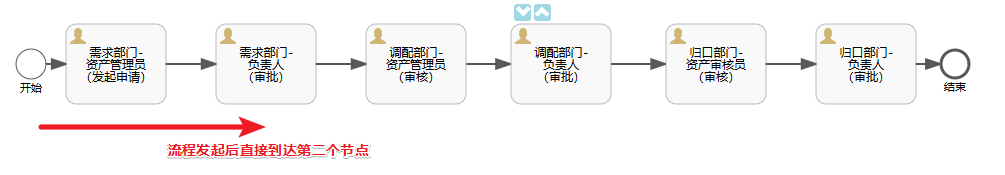 开始
需求部门-
资产管理员
(发起申请)
需求部门-
负责人
(审批)
调配部门-
资产管理员
(审核)
调配部门-
负责人
(审批)
归口部门-
资产审核员
(审核)
归口部门-
负责人
(审批)
结束
流程发起后直接到达第二个节点